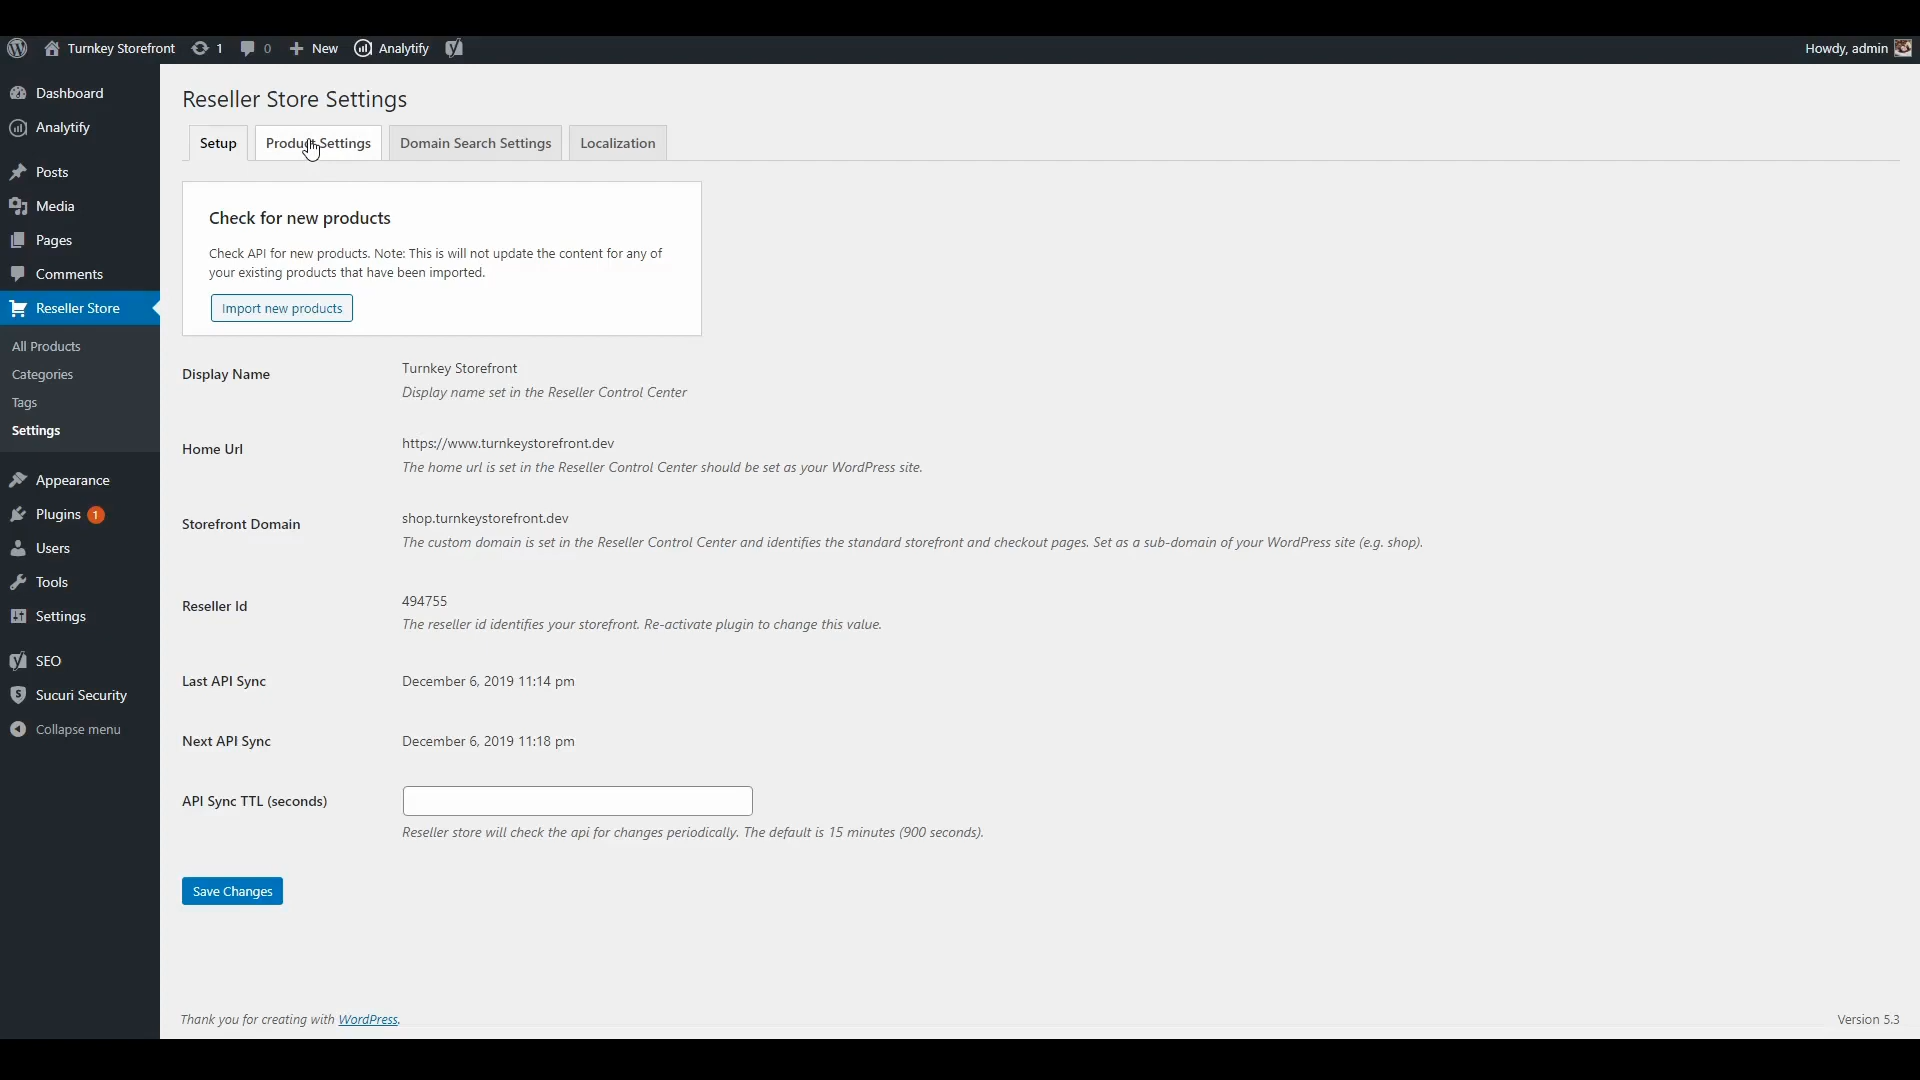 Turnkey Storefront 1 0 New Analytify Howdy, admin
Dashboard
Analytify
Posts
Media
Pages
Comments
Reseller Store
All Products
Categories
Tags
Settings
Appearance
Plugins 1
Users
Tools
Settings
SEO
Sucuri Security
Collapse menu
Reseller Store Settings
Setup Product Settings Domain Search Settings Localization
Check for new products
Check API for new products. Note: This is will not update the content for any of
your existing products that have been imported.
Import new products
Display Name
Turnkey Storefront
Display name set in the Reseller Control Center
Home Url
https://www.turnkeystorefront.dev
The home url is set in the Reseller Control Center should be set as your WordPress site.
Storefront Domain
shop.turnkeystorefront.dev
The custom domain is set in the Reseller Control Center and identifies the standard storefront and checkout pages. Set as a sub-domain of your WordPress site (e.g. shop).
Reseller Id
494755
The reseller id identifies your storefront. Re-activate plugin to change this value.
Last API Sync
December 6, 2019 11:14 pm
Next API Sync
December 6, 2019 11:18 pm
API Sync TTL (seconds)
Reseller store will check the api for changes periodically. The default is 15 minutes (900 seconds).
Save Changes
Thank you for creating with WordPress.
Version 5.3